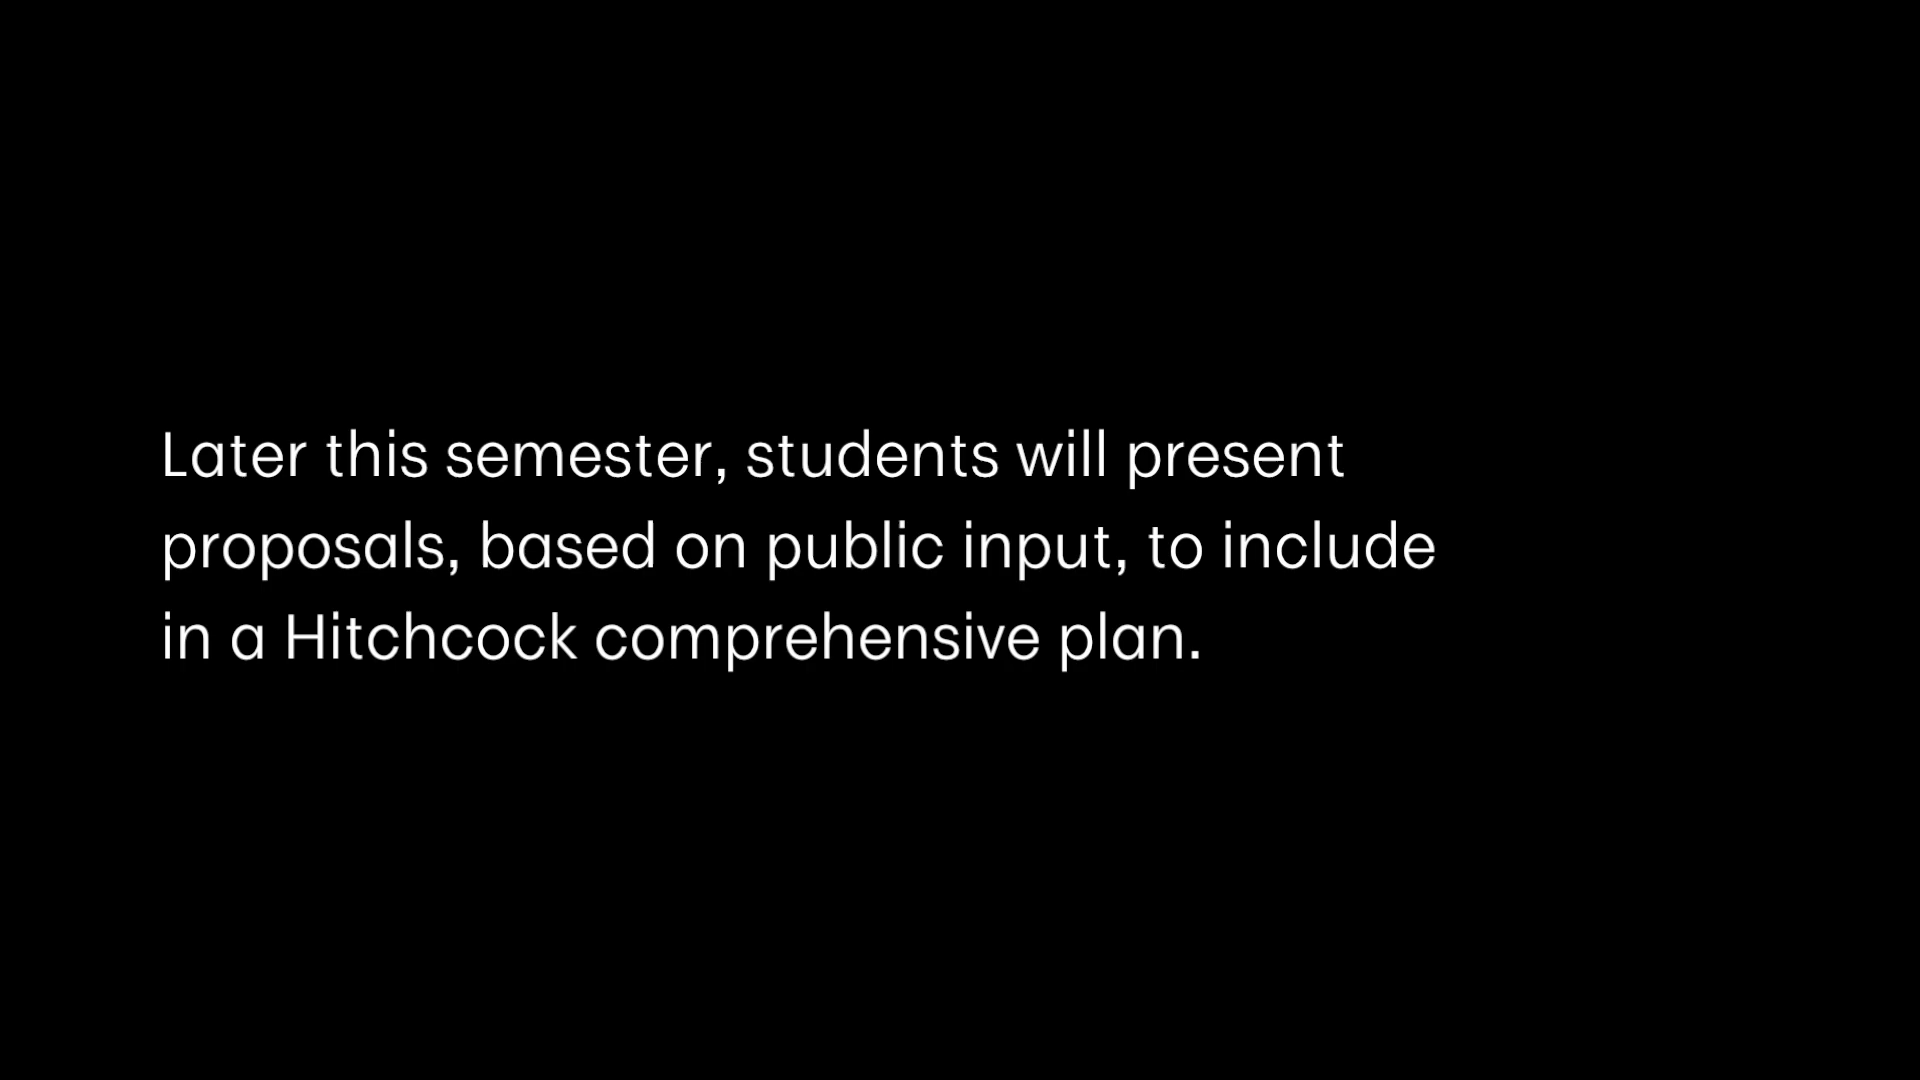 Later this semester, students will present
proposals, based on public input, to include
in a Hitchcock comprehensive plan.